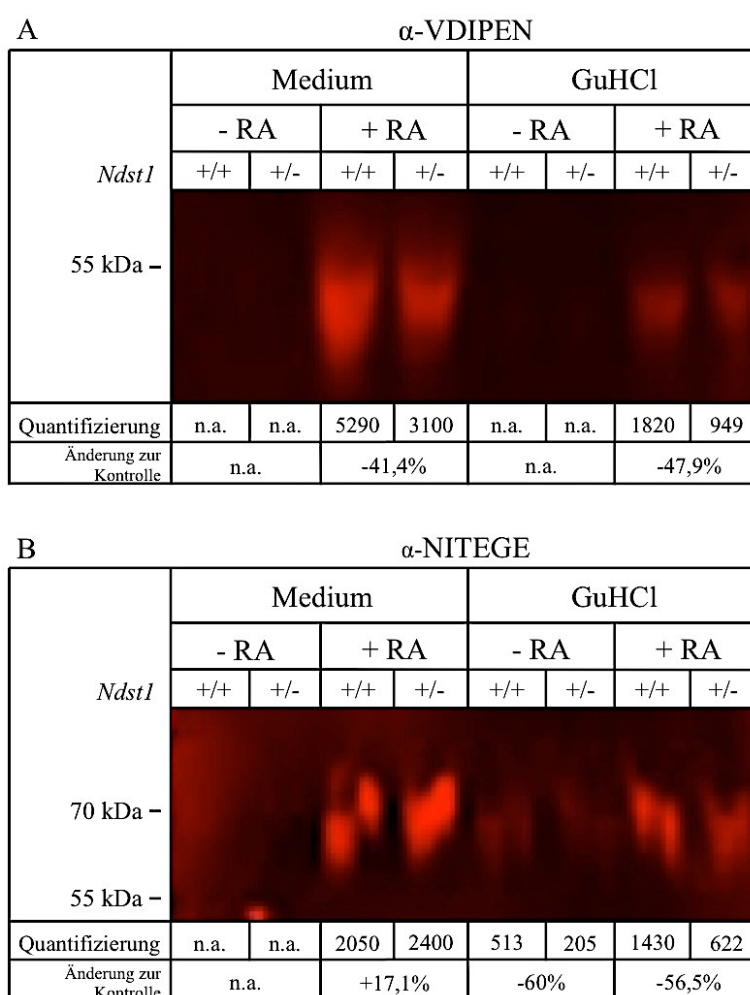 A
α-VDIPEN
Medium GuHCl
- RA + RA - RA + RA
Ndst1 +/+ +/- +/+ +/- +/+ +/- +/+ +/-
55 kDa
Quantifizierung n.a. n.a. 5290 3100 n.a. n.a. 1820 949
Änderung zur
Kontrolle
n.a. -41,4% n.a. -47,9%
B
α-NITEGE
Medium GuHCl
- RA + RA - RA + RA
Ndst1 +/+ +/- +/+ +/- +/+ +/- +/+ +/-
70 kDa
55 kDa
Quantifizierung n.a. n.a. 2050 2400 513 205 1430 622
Änderung zur
Kontrolle
n.a. +17,1% -60% -56,5%